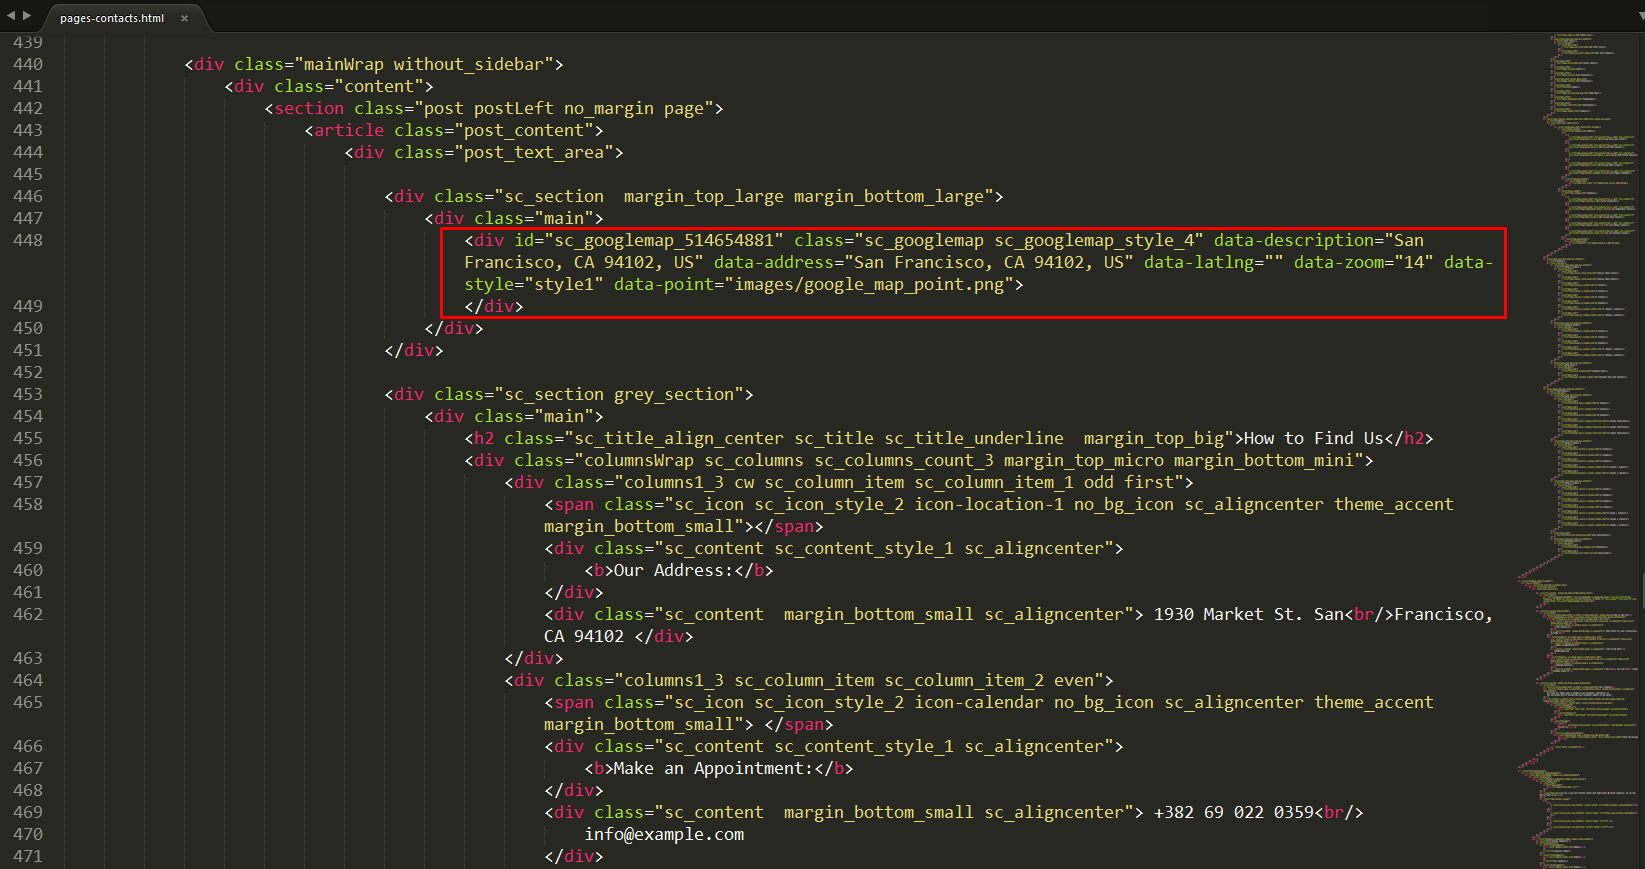 pages-contacts.html ×
439
440 <div class="mainWrap without_sidebar">
441 <div class="content">
442 <section class="post postLeft no_margin page">
443 <article class="post_content">
444 <div class="post_text_area">
445
446 <div class="sc_section  margin_top_large margin_bottom_large">
447 <div class="main">
448 <div id="sc_googlemap_514654881" class="sc_googlemap sc_googlemap_style_4" data-description="San
Francisco, CA 94102, US" data-address="San Francisco, CA 94102, US" data-latlng="" data-zoom="14" data-
style="style1" data-point="images/google_map_point.png">
449 </div>
450 </div>
451 </div>
452
453 <div class="sc_section grey_section">
454 <div class="main">
455 <h2 class="sc_title_align_center sc_title sc_title_underline  margin_top_big">How to Find Us</h2>
456 <div class="columnsWrap sc_columns sc_columns_count_3 margin_top_micro margin_bottom_mini">
457 <div class="columns1_3 cw sc_column_item sc_column_item_1 odd first">
458 <span class="sc_icon sc_icon_style_2 icon-location-1 no_bg_icon sc_aligncenter theme_accent
margin_bottom_small"></span>
459 <div class="sc_content sc_content_style_1 sc_aligncenter">
460 <b>Our Address:</b>
461 </div>
462 <div class="sc_content  margin_bottom_small sc_aligncenter"> 1930 Market St. San<br/>Francisco,
CA 94102 </div>
463 </div>
464 <div class="columns1_3 sc_column_item sc_column_item_2 even">
465 <span class="sc_icon sc_icon_style_2 icon-calendar no_bg_icon sc_aligncenter theme_accent
margin_bottom_small"> </span>
466 <div class="sc_content sc_content_style_1 sc_aligncenter">
467 <b>Make an Appointment:</b>
468 </div>
469 <div class="sc_content  margin_bottom_small sc_aligncenter"> +382 69 022 0359<br/>
470 info@example.com
471 </div>